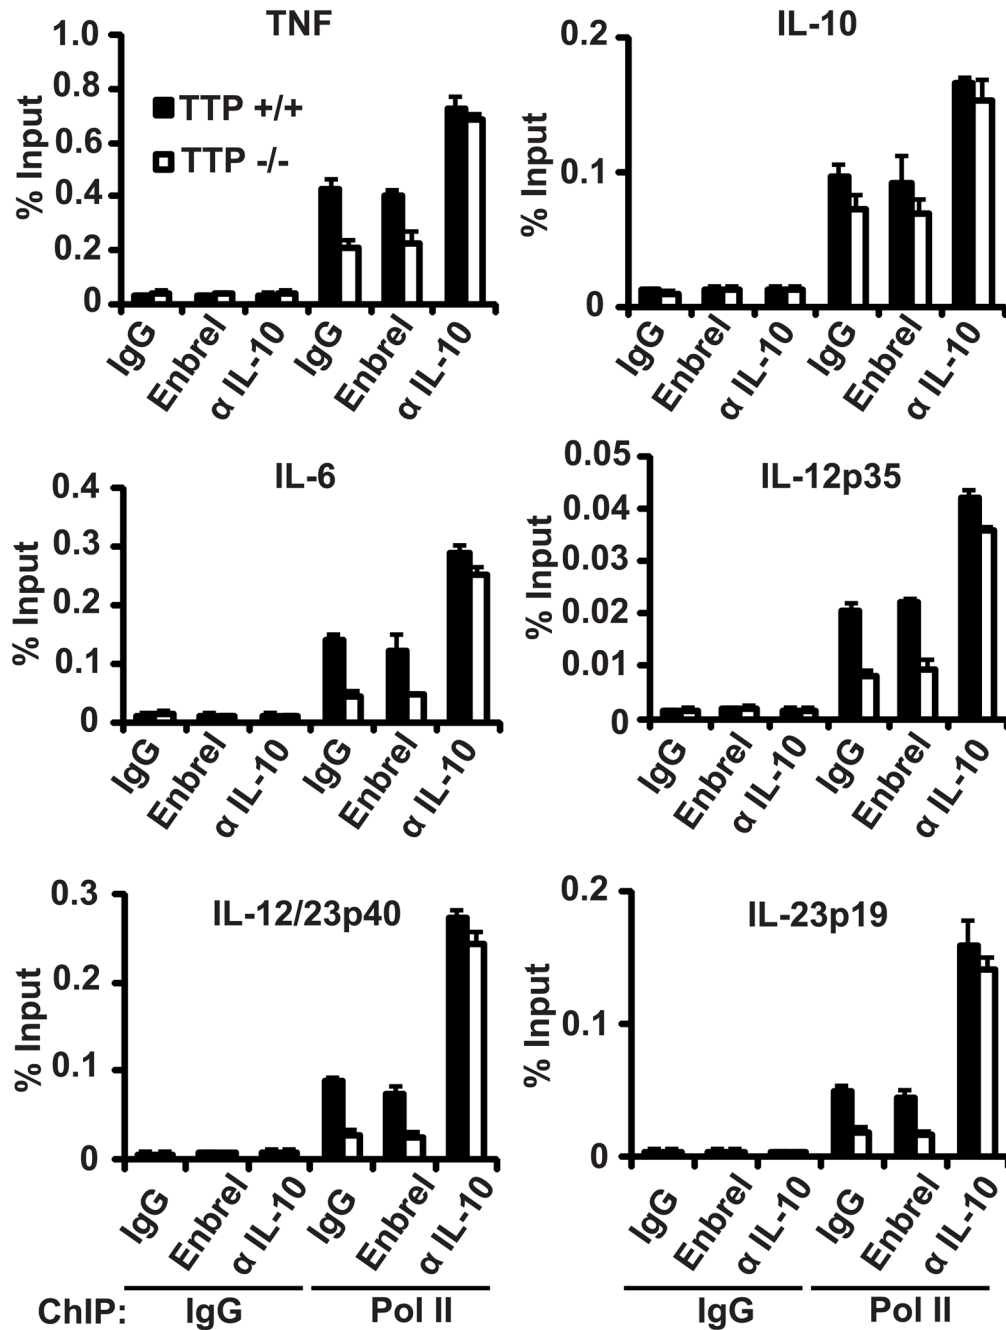 TNF
1.0
0.8
0.6
0.4
0.2
0
% Input
TTP +/+
TTP -/-
IgG
Enbrel
α IL-10
IgG
Enbrel
α IL-10
IL-10
0.2
0.1
0
% Input
IgG
Enbrel
α IL-10
IgG
Enbrel
α IL-10
IL-6
0.4
0.3
0.2
0.1
0
% Input
IgG
Enbrel
α IL-10
IgG
Enbrel
α IL-10
IL-12p35
0.05
0.04
0.03
0.02
0.01
0
% Input
IgG
Enbrel
α IL-10
IgG
Enbrel
α IL-10
IL-12/23p40
0.3
0.2
0.1
0
% Input
IgG
Enbrel
α IL-10
IgG
Enbrel
α IL-10
IL-23p19
0.2
0.1
0
% Input
IgG
Enbrel
α IL-10
IgG
Enbrel
α IL-10
ChIP: IgG Pol II IgG Pol II